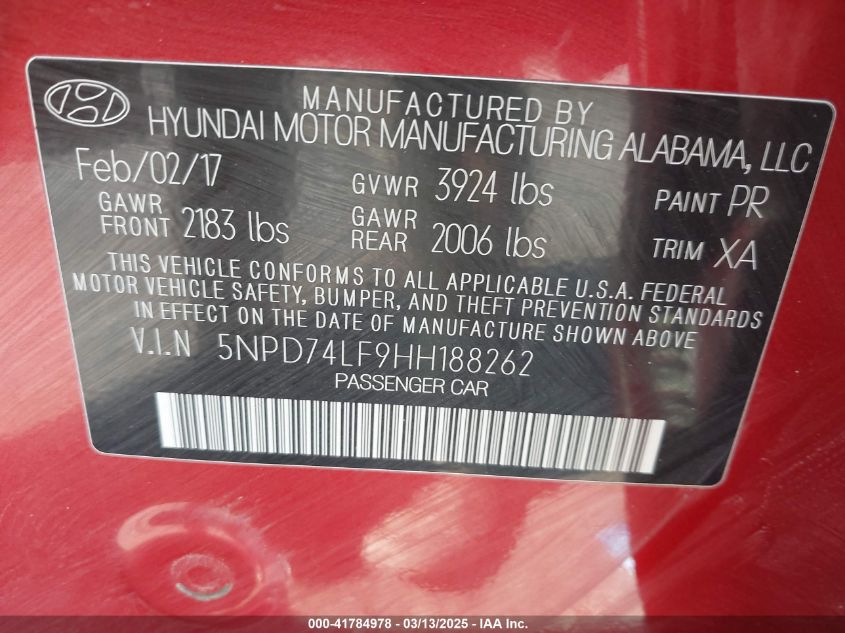 MANUFACTURED BY
HYUNDAI MOTOR MANUFACTURING ALABAMA, LLC
Feb/02/17 GVWR 3924 lbs PAINT PR
GAWR FRONT 2183 lbs GAWR REAR 2006 lbs TRIM XA
THIS VEHICLE CONFORMS TO ALL APPLICABLE U.S.A. FEDERAL
MOTOR VEHICLE SAFETY, BUMPER, AND THEFT PREVENTION STANDARDS
IN EFFECT ON THE DATE OF MANUFACTURE SHOWN ABOVE
V.I.N 5NPD74LF9HH188262
PASSENGER CAR
000-41784978 - 03/13/2025 - IAA Inc.